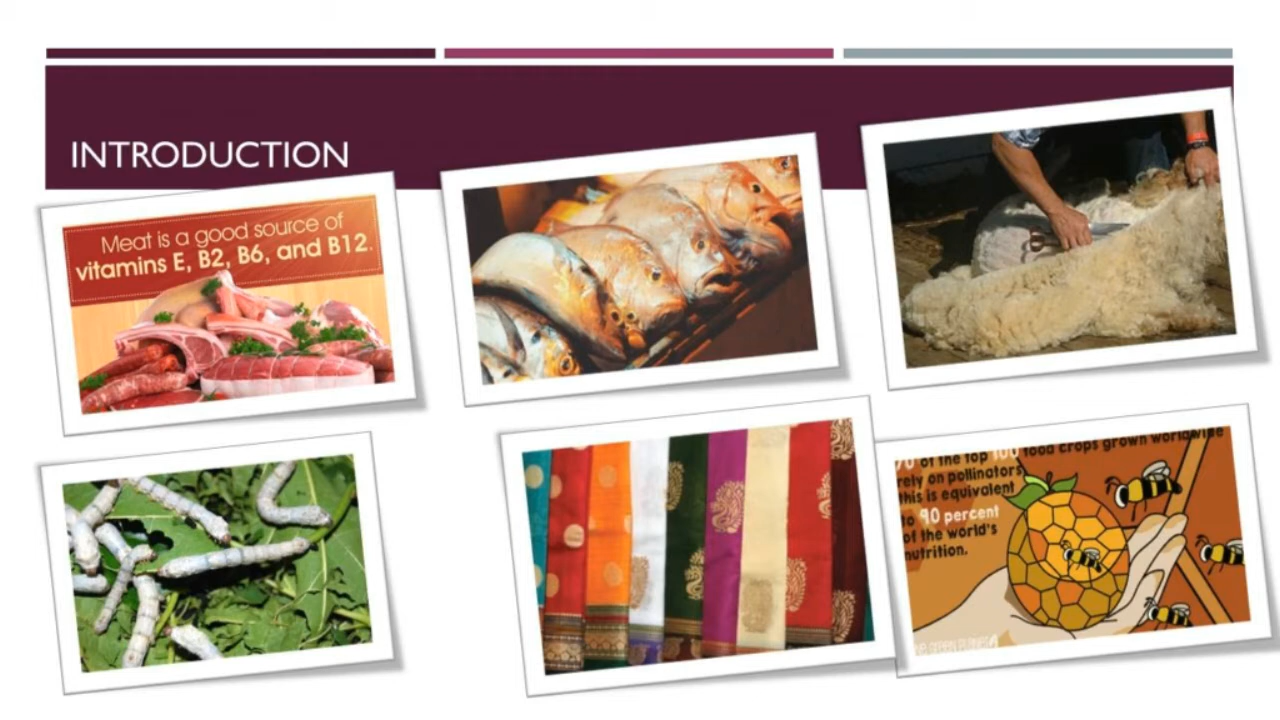 INTRODUCTION
Meat is a good source of
vitamins E, B2, B6, and B12.
70 of the top 100 food crops grown worldwide
rely on pollinators
this is equivalent
to 90 percent
of the world's
nutrition.